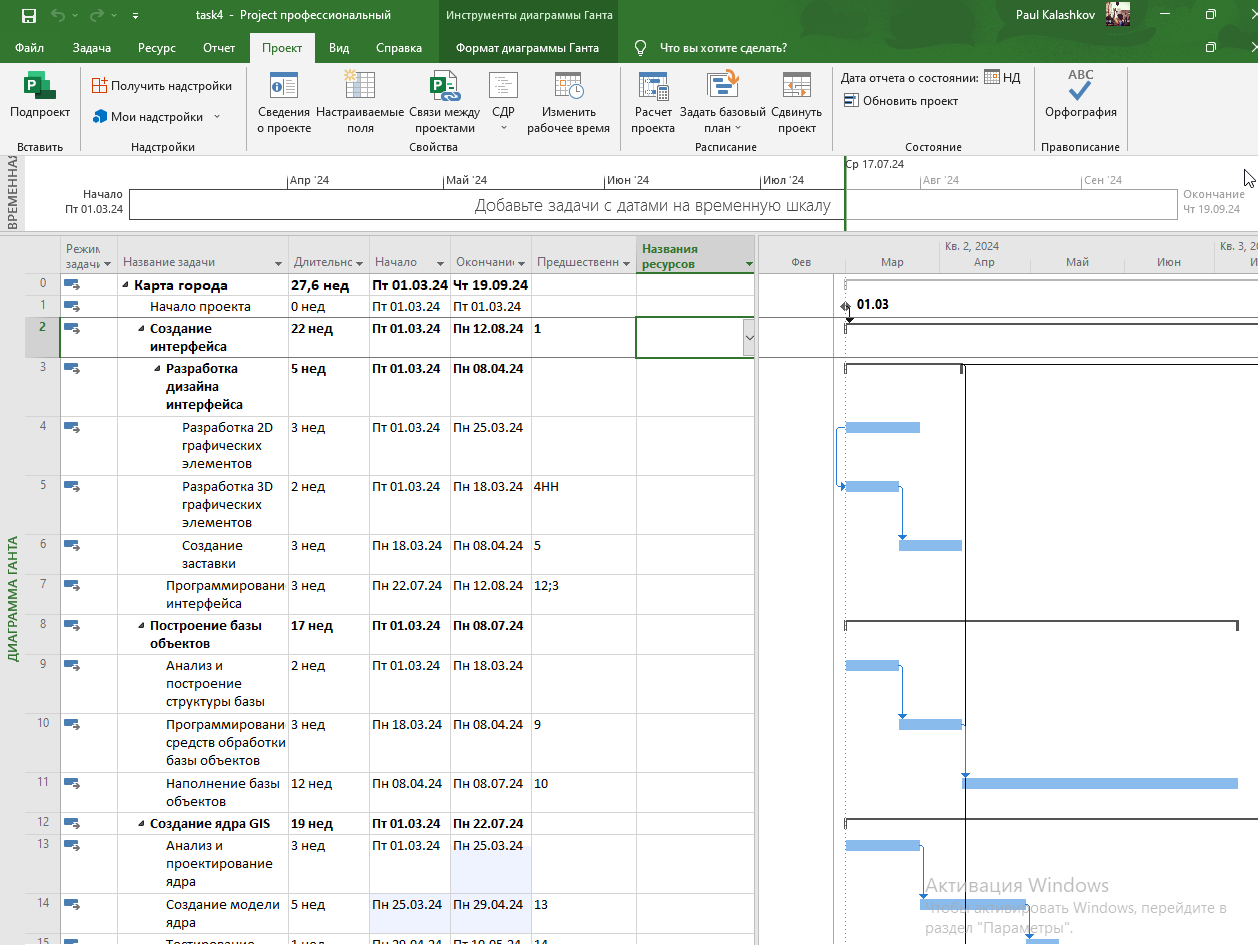 task4 - Project профессиональный
Инструменты диаграммы Ганта
Paul Kalashkov
Файл Задача Ресурс Отчет Проект Вид Справка Формат диаграммы Ганта Что вы хотите сделать?
Подпроект
Вставить
Получить надстройки
Мои надстройки
Надстройки
Сведения о проекте
Настраиваемые поля
Связи между проектами
СДР
Изменить рабочее время
Свойства
Расчет проекта
Задать базовый план
Сдвинуть проект
Расписание
Дата отчета о состоянии: НД
Обновить проект
Состояние
ABC
Орфография
Правописание
ВРЕМЕННАЯ
Ср 17.07.24
Апр '24 Май '24 Июн '24 Июл '24 Авг '24 Сен '24
Начало
Пт 01.03.24
Добавьте задачи с датами на временную шкалу
Окончание
Чт 19.09.24
ДИАГРАММА ГАНТА
Режим задачи Название задачи Длительнс Начало Окончани Предшественн Названия ресурсов
Кв. 2, 2024 Кв. 3, 20
Фев Мар Апр Май Июн И
0 Карта города 27,6 нед Пт 01.03.24 Чт 19.09.24
1 Начало проекта 0 нед Пт 01.03.24 Пт 01.03.24
01.03
2 Создание интерфейса 22 нед Пт 01.03.24 Пн 12.08.24 1
3 Разработка дизайна интерфейса 5 нед Пт 01.03.24 Пн 08.04.24
4 Разработка 2D графических элементов 3 нед Пт 01.03.24 Пн 25.03.24
5 Разработка 3D графических элементов 2 нед Пт 01.03.24 Пн 18.03.24 4НН
6 Создание заставки 3 нед Пн 18.03.24 Пн 08.04.24 5
7 Программировани интерфейса 3 нед Пн 22.07.24 Пн 12.08.24 12;3
8 Построение базы объектов 17 нед Пт 01.03.24 Пн 08.07.24
9 Анализ и построение структуры базы 2 нед Пт 01.03.24 Пн 18.03.24
10 Программировани средств обработки базы объектов 3 нед Пн 18.03.24 Пн 08.04.24 9
11 Наполнение базы объектов 12 нед Пн 08.04.24 Пн 08.07.24 10
12 Создание ядра GIS 19 нед Пт 01.03.24 Пн 22.07.24
13 Анализ и проектирование ядра 3 нед Пт 01.03.24 Пн 25.03.24
14 Создание модели ядра 5 нед Пн 25.03.24 Пн 29.04.24 13
15 Тестирование 1 нед Пн 29.04.24 Пт 10.05.24 14
Активация Windows
Чтобы активировать Windows, перейдите в
раздел "Параметры".